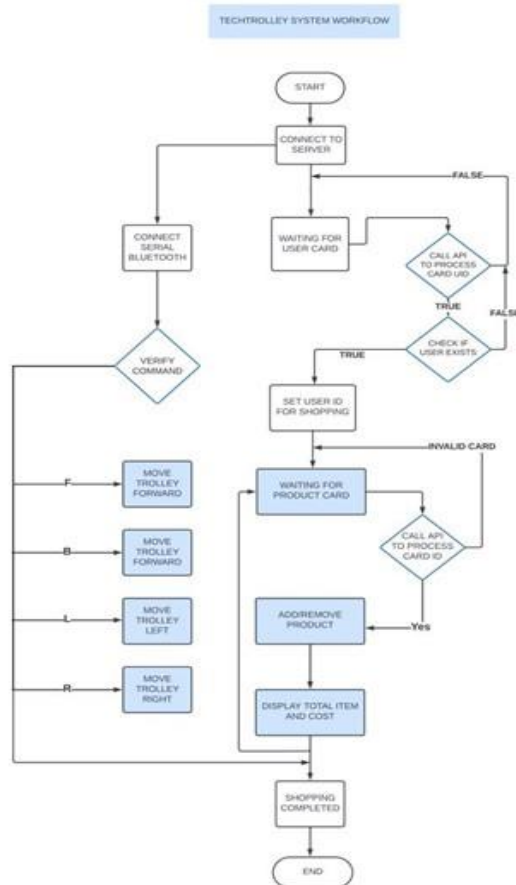 TECHTROLLEY SYSTEM WORKFLOW
START
CONNECT TO
SERVER
FALSE
WAITING FOR
USER CARD
CONNECT
SERIAL
BLUETOOTH
CALL API
TO PROCESS
CARD UID
TRUE
FALSE
CHECK IF
USER EXISTS
TRUE
VERIFY
COMMAND
SET USER ID
FOR SHOPPING
INVALID CARD
F
MOVE
TROLLEY
FORWARD
WAITING FOR
PRODUCT CARD
B
MOVE
TROLLEY
FORWARD
CALL API
TO PROCESS
CARD ID
L
MOVE
TROLLEY
LEFT
ADD/REMOVE
PRODUCT
Yes
R
MOVE
TROLLEY
RIGHT
DISPLAY TOTAL ITEM
AND COST
SHOPPING
COMPLETED
END